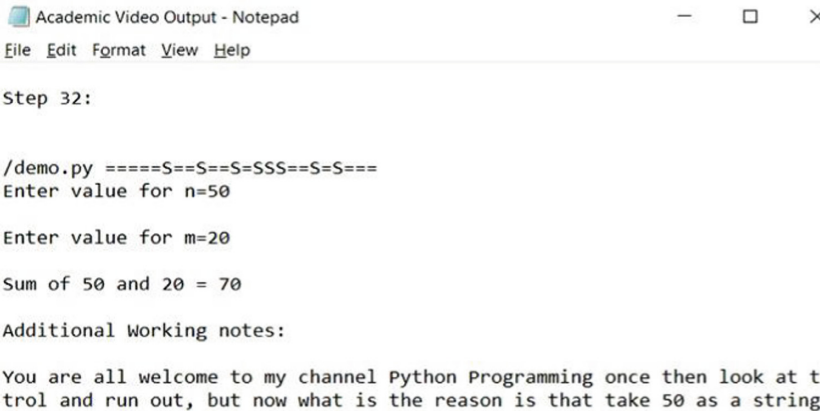 Academic Video Output - Notepad
File Edit Format View Help
Step 32:
/demo.py =====S==S==S=SSS==S=S===
Enter value for n=50
Enter value for m=20
Sum of 50 and 20 = 70
Additional Working notes:
You are all welcome to my channel Python Programming once then look at t
trol and run out, but now what is the reason is that take 50 as a string